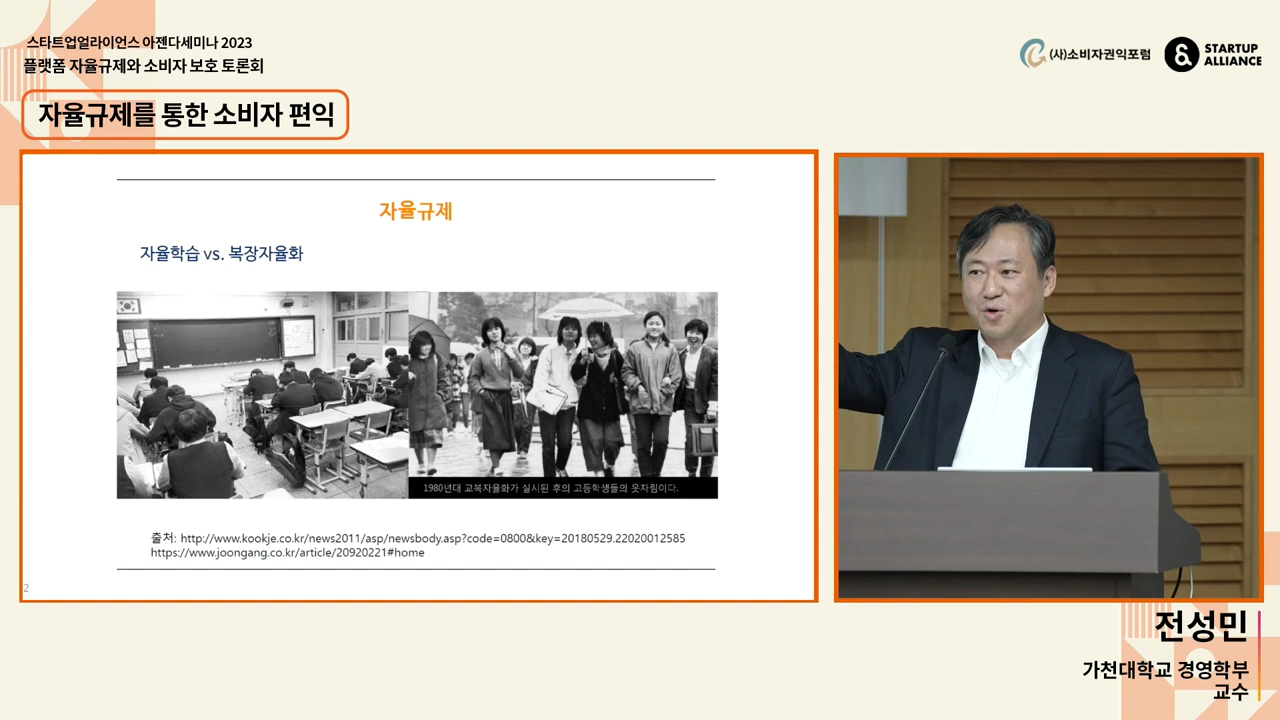 스타트업얼라이언스 아젠다세미나 2023
플랫폼 자율규제와 소비자 보호 토론회
(사)소비자권익포럼
STARTUP
ALLIANCE
자율규제를 통한 소비자 편익
자율규제
자율학습 vs. 복장자율화
1980년대 교복자율화가 실시된 후의 고등학생들의 옷차림이다.
출처: http://www.kookje.co.kr/news2011/asp/newsbody.asp?code=0800&key=20180529.22020012585
https://www.joongang.co.kr/article/20920221#home
2
전성민
가천대학교 경영학부
교수